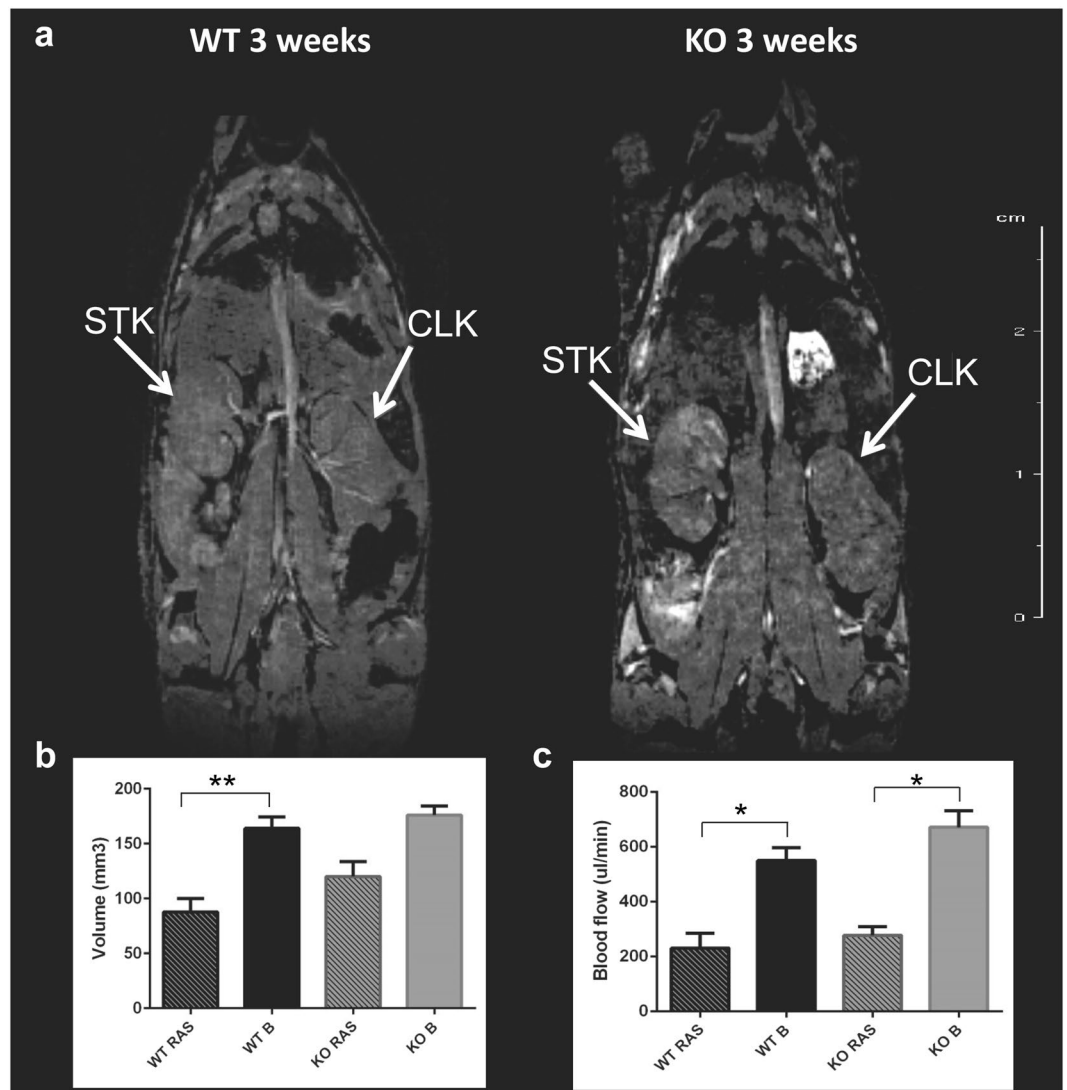 a
WT 3 weeks
KO 3 weeks
cm
STK
CLK
STK
CLK
2
1
0
b
**
200
150
100
50
0
Volume (mm3)
WT RAS
WT B
KO RAS
KO B
c
*
*
800
600
400
200
0
Blood flow (ul/min)
WT RAS
WT B
KO RAS
KO B